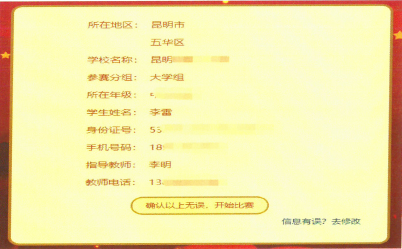 所在地区： 昆明市
五华区
学校名称： 昆明
参赛分组： 大学组
所在年级：
学生姓名： 李雷
身份证号： 53
手机号码： 18
指导教师： 李明
教师电话： 13
确认以上无误，开始比赛
信息有误？去修改